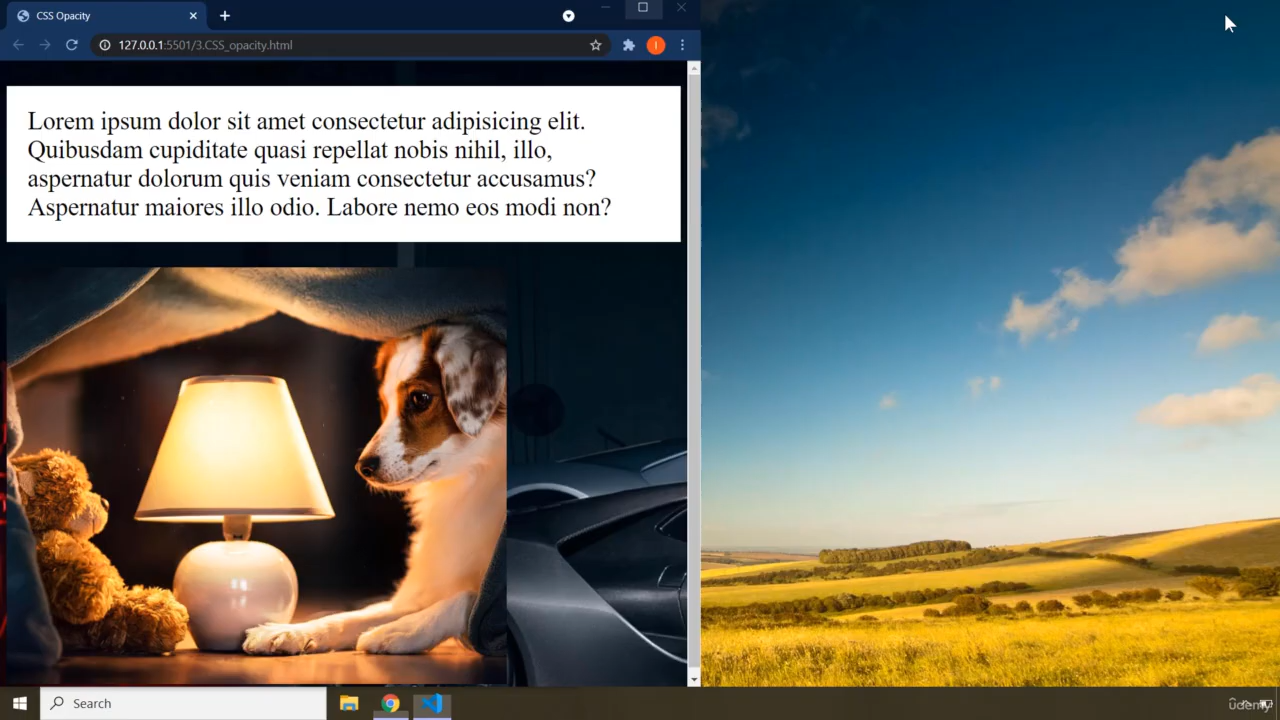 CSS Opacity
127.0.0.1:5501/3.CSS_opacity.html
I
Lorem ipsum dolor sit amet consectetur adipisicing elit.
Quibusdam cupiditate quasi repellat nobis nihil, illo,
aspernatur dolorum quis veniam consectetur accusamus?
Aspernatur maiores illo odio. Labore nemo eos modi non?
Search
udemy